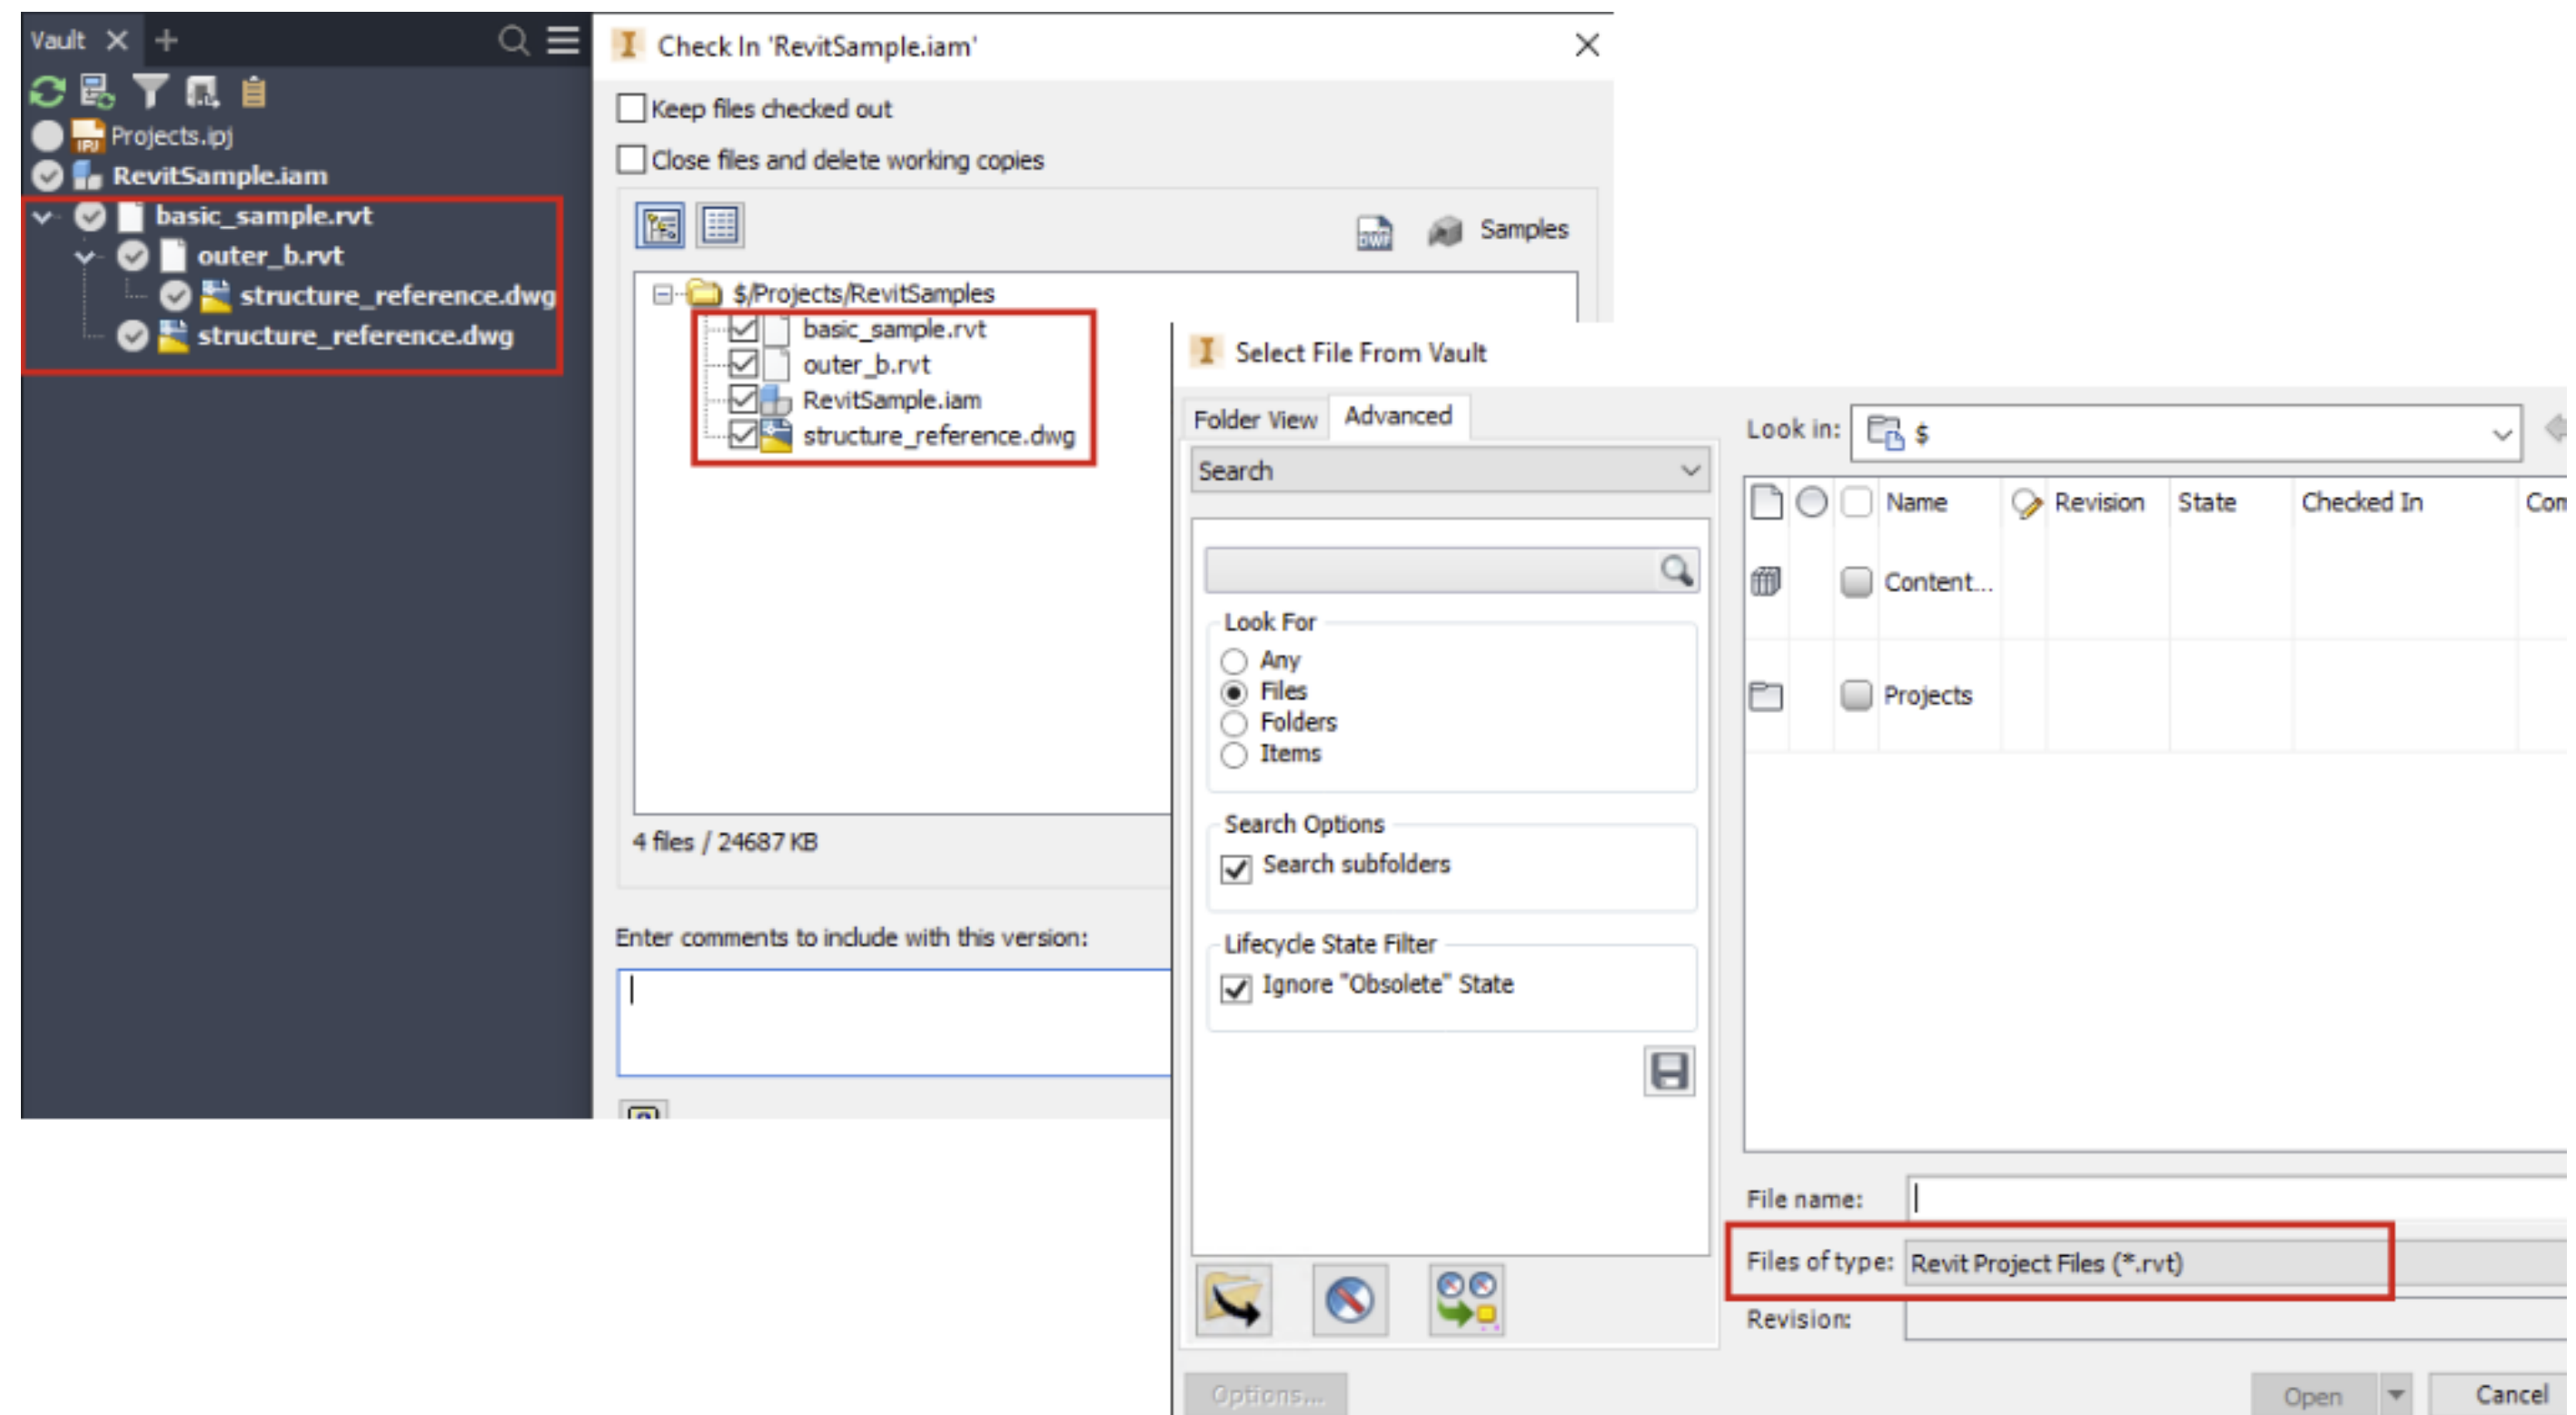 Vault
Projects.ipj
RevitSample.iam
basic_sample.rvt
outer_b.rvt
structure_reference.dwg
structure_reference.dwg
Check In 'RevitSample.iam'
Keep files checked out
Close files and delete working copies
DWF
Samples
$/Projects/RevitSamples
basic_sample.rvt
outer_b.rvt
RevitSample.iam
structure_reference.dwg
4 files / 24687 KB
Enter comments to include with this version:
Select File From Vault
Folder View
Advanced
Search
Look For
Any
Files
Folders
Items
Search Options
Search subfolders
Lifecycle State Filter
Ignore "Obsolete" State
Options...
Look in: $
Name Revision State Checked In Com
Content...
Projects
File name:
Files of type: Revit Project Files (*.rvt)
Revision:
Open
Cancel